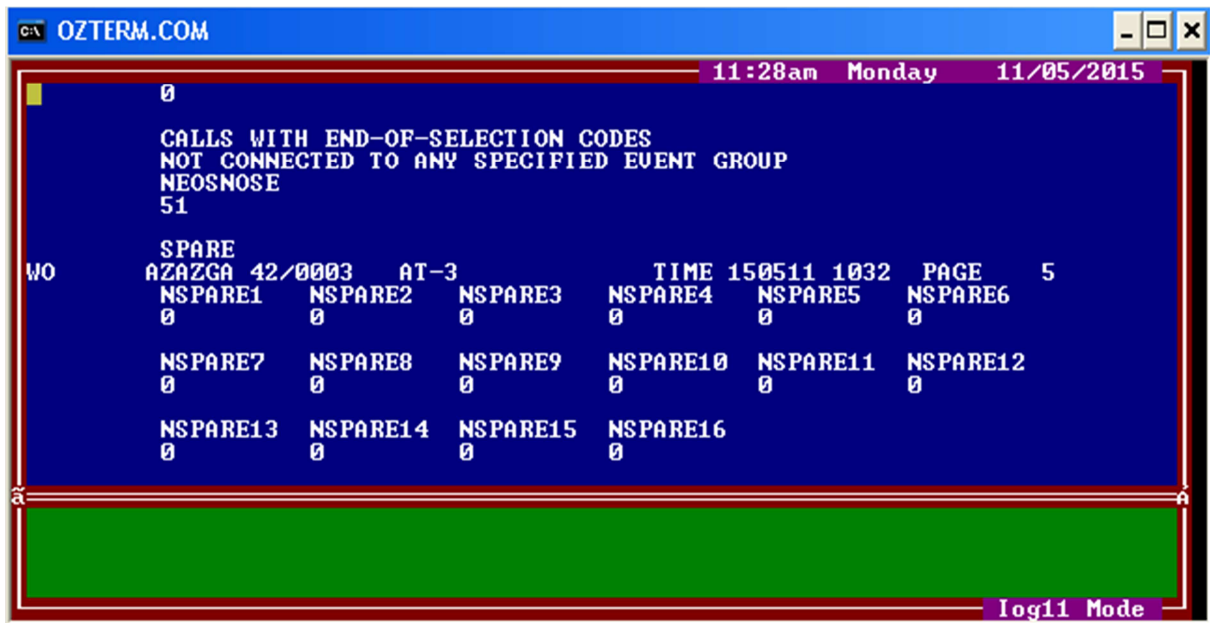 C:\ OZTERM.COM
11:28am Monday 11/05/2015
0
CALLS WITH END-OF-SELECTION CODES
NOT CONNECTED TO ANY SPECIFIED EVENT GROUP
NEOSNOSE
51
SPARE
WO AZAZGA 42/0003 AT-3 TIME 150511 1032 PAGE 5
NSPARE1 NSPARE2 NSPARE3 NSPARE4 NSPARE5 NSPARE6
0 0 0 0 0 0
NSPARE7 NSPARE8 NSPARE9 NSPARE10 NSPARE11 NSPARE12
0 0 0 0 0 0
NSPARE13 NSPARE14 NSPARE15 NSPARE16
0 0 0 0
ã Á
Iog11 Mode